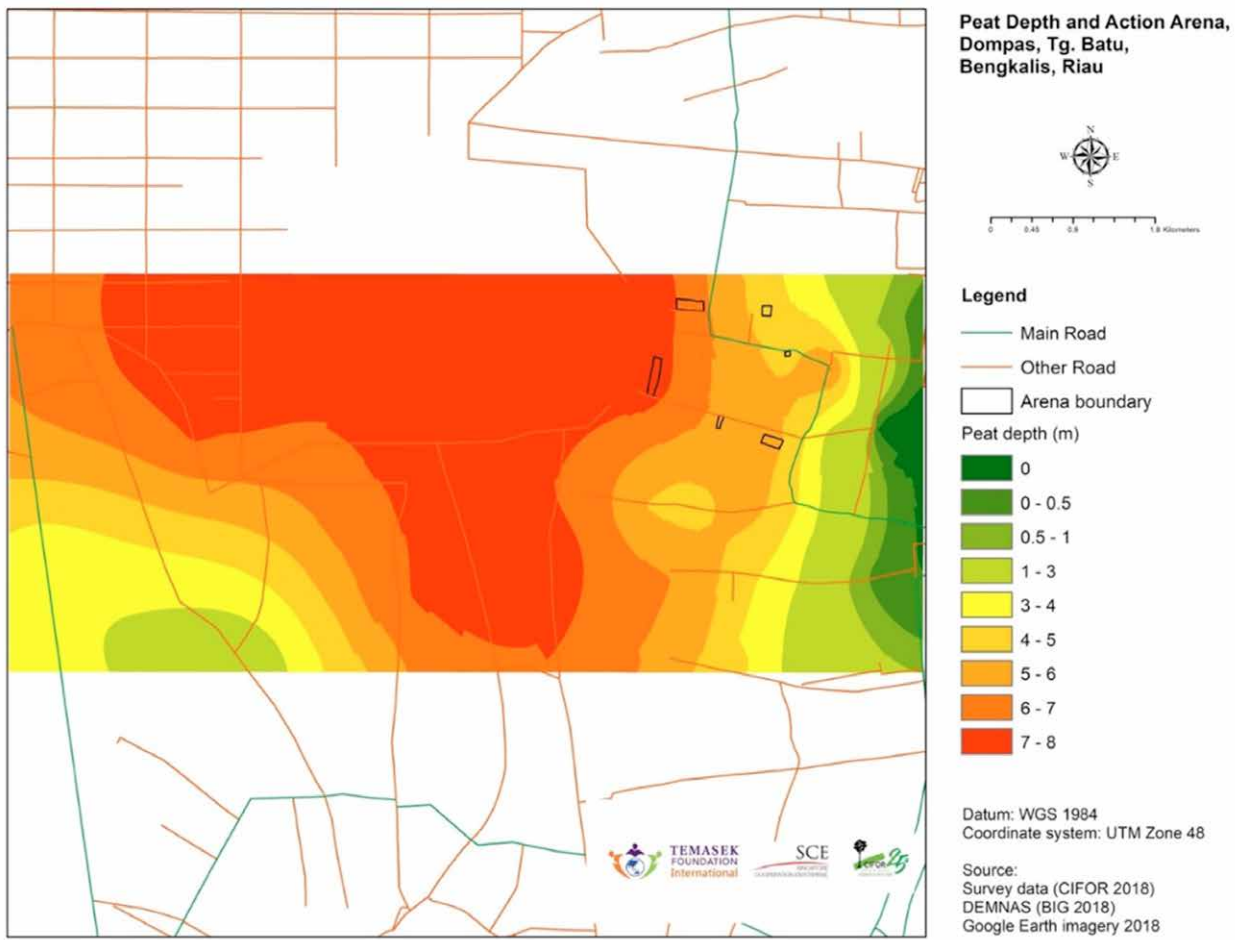 Peat Depth and Action Arena,
Dompas, Tg. Batu,
Bengkalis, Riau
N
W E
S
0 0.45 0.9 1.8 Kilometers
Legend
Main Road
Other Road
Arena boundary
Peat depth (m)
0
0 - 0.5
0.5 - 1
1 - 3
3 - 4
4 - 5
5 - 6
6 - 7
7 - 8
Datum: WGS 1984
Coordinate system: UTM Zone 48
Source:
Survey data (CIFOR 2018)
DEMNAS (BIG 2018)
Google Earth imagery 2018
TEMASEK
FOUNDATION
International
SCE
CIFOR 25